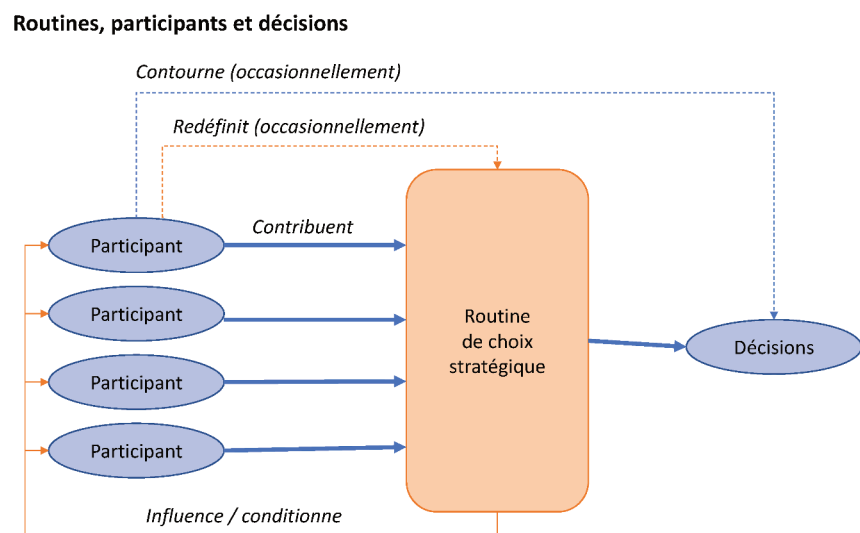 Routines, participants et décisions
Contourne (occasionnellement)
Redéfinit (occasionnellement)
Contribuent
Participant
Participant
Participant
Participant
Routine
de choix
stratégique
Décisions
Influence / conditionne